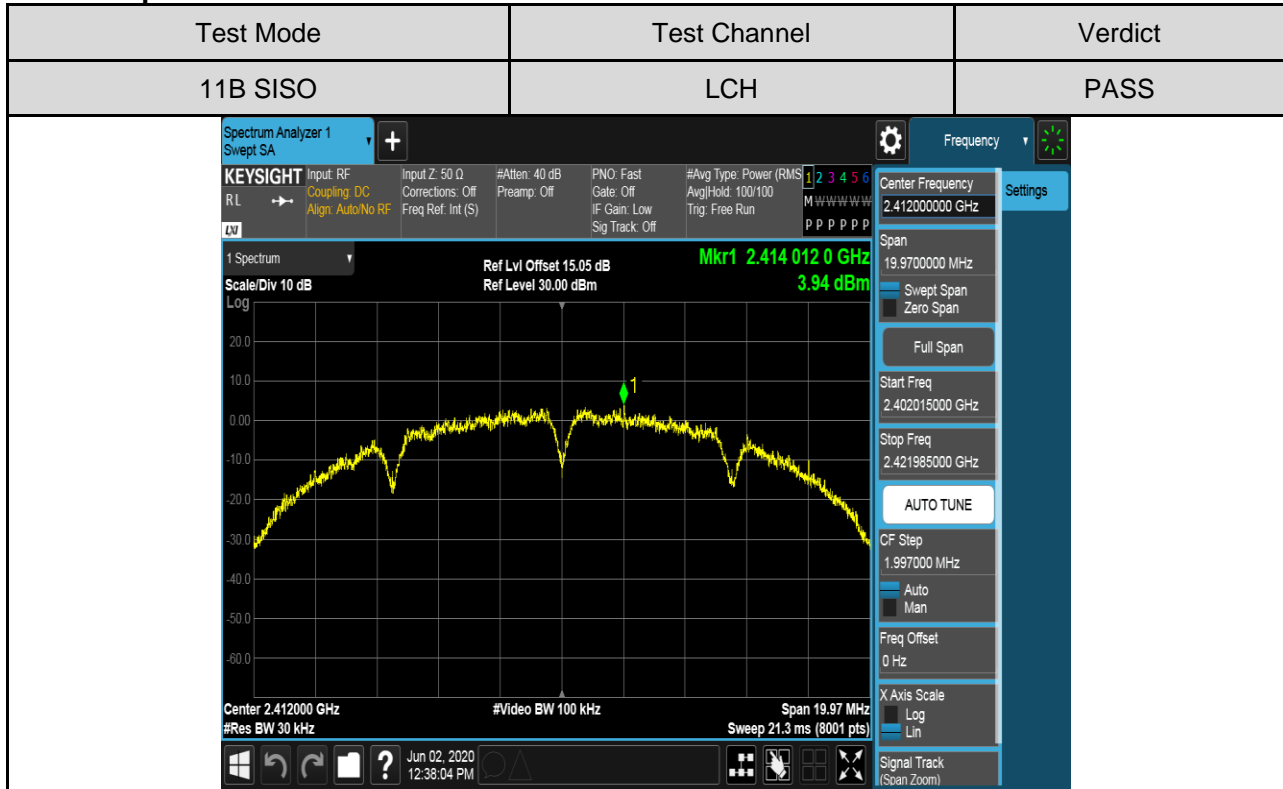 Test Mode Test Channel Verdict
11B SISO LCH PASS
Spectrum Analyzer 1
Swept SA
Frequency
KEYSIGHT Input: RF Input Z: 50 Ω #Atten: 40 dB PNO: Fast #Avg Type: Power (RMS 1 2 3 4 5 6
RL Coupling: DC Corrections: Off Preamp: Off Gate: Off Avg|Hold: 100/100 M W W W W W
Align: Auto/No RF Freq Ref: Int (S) IF Gain: Low Trig: Free Run
LXI Sig Track: Off P P P P P P
1 Spectrum
Ref Lvl Offset 15.05 dB
Mkr1 2.414 012 0 GHz
Scale/Div 10 dB
Ref Level 30.00 dBm
3.94 dBm
Log
20.0
10.0
1
0.00
-10.0
-20.0
-30.0
-40.0
-50.0
-60.0
Center 2.412000 GHz #Video BW 100 kHz Span 19.97 MHz
#Res BW 30 kHz Sweep 21.3 ms (8001 pts)
? Jun 02, 2020
12:38:04 PM
Center Frequency
2.412000000 GHz
Settings
Span
19.9700000 MHz
Swept Span
Zero Span
Full Span
Start Freq
2.402015000 GHz
Stop Freq
2.421985000 GHz
AUTO TUNE
CF Step
1.997000 MHz
Auto
Man
Freq Offset
0 Hz
X Axis Scale
Log
Lin
Signal Track
(Span Zoom)